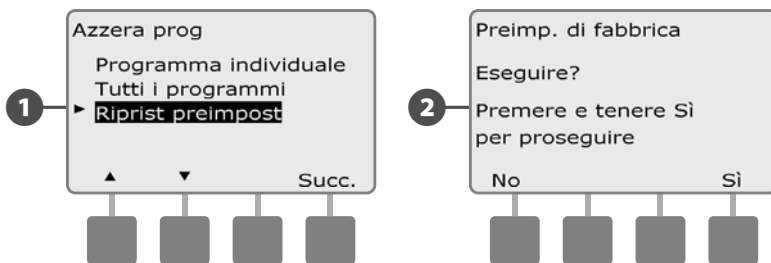 Azzera prog
Programma individuale
Tutti i programmi
► Riprist preimpost
1
▲ ▼ Succ.
Preimp. di fabbrica
Eseguire?
2
Premere e tenere Sì
per proseguire
No Sì